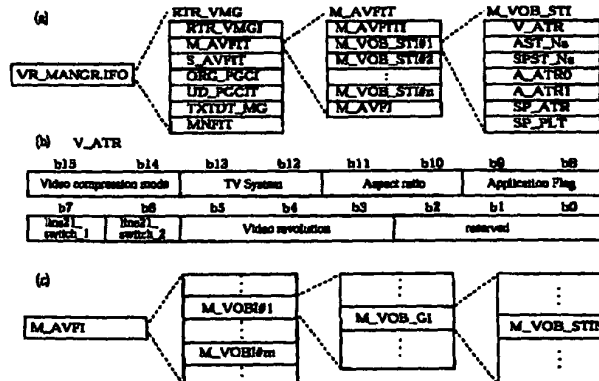 (a)
RTR_VMG
M_AVFIT
M_VOB_STI
VR_MANGR.IFO
RTR_VMGI
M_AVFIT
S_AVFIT
ORG_PGCI
UD_PGCIT
TXTDT_MG
MNFIT
M_AVFITI
M_VOB_STI#1
M_VOB_STI#2
M_VOB_STI#n
M_AVFI
V_ATR
AST_Ns
SPST_Ns
A_ATR0
A_ATR1
SP_ATR
SP_PLT
(b) V_ATR
b15 b14 b13 b12 b11 b10 b9 b8
Video compression mode TV System Aspect ratio Application Flag
b7 b6 b5 b4 b3 b2 b1 b0
line21_switch_1 line21_switch_2 Video revolution reserved
(c)
M_AVFI
M_VOBI#1
M_VOBI#m
M_VOB_GI
M_VOB_STIN